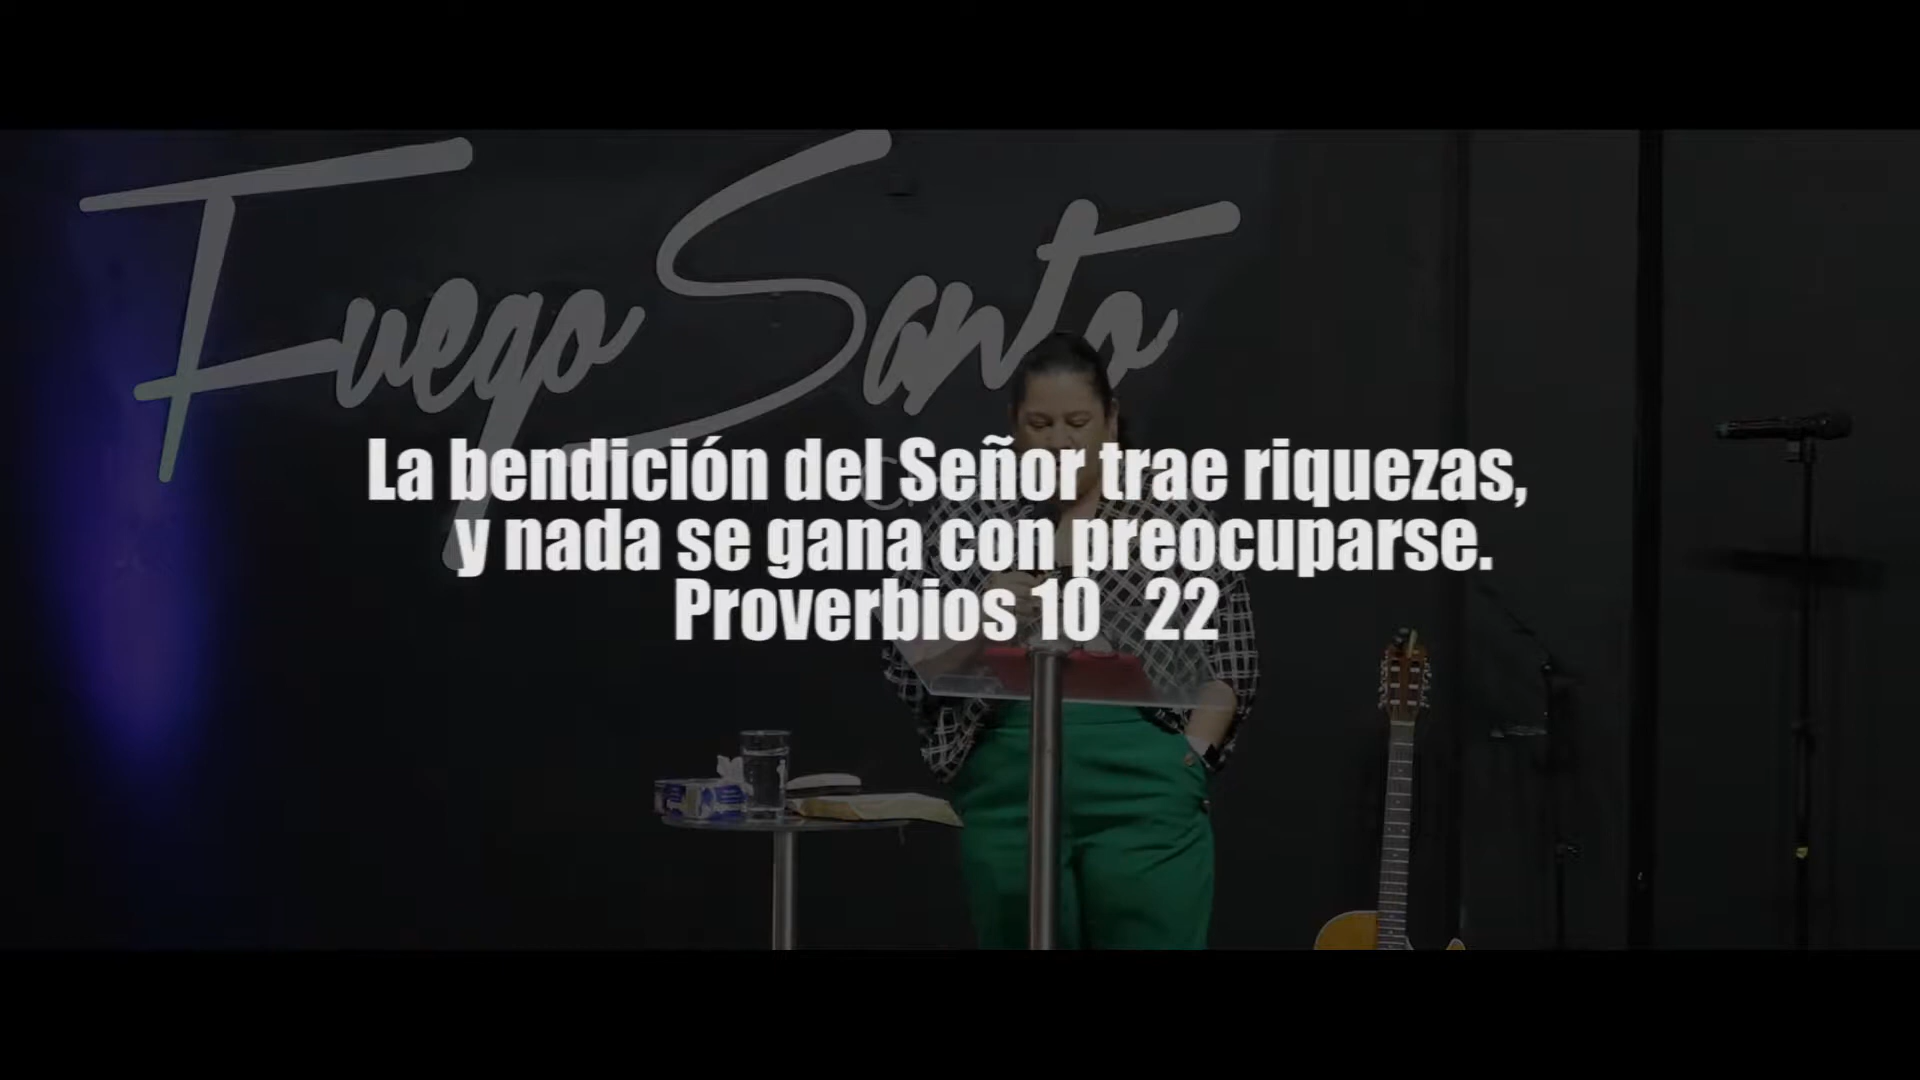 Fuego Santo
La bendición del Señor trae riquezas,
y nada se gana con preocuparse.
Proverbios 10 22